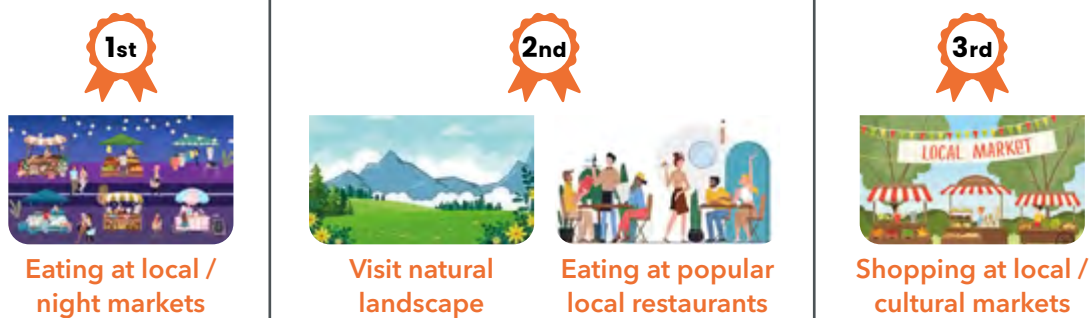 1st
2nd
3rd
LOCAL MARKET
Eating at local /
night markets
Visit natural
landscape
Eating at popular
local restaurants
Shopping at local /
cultural markets